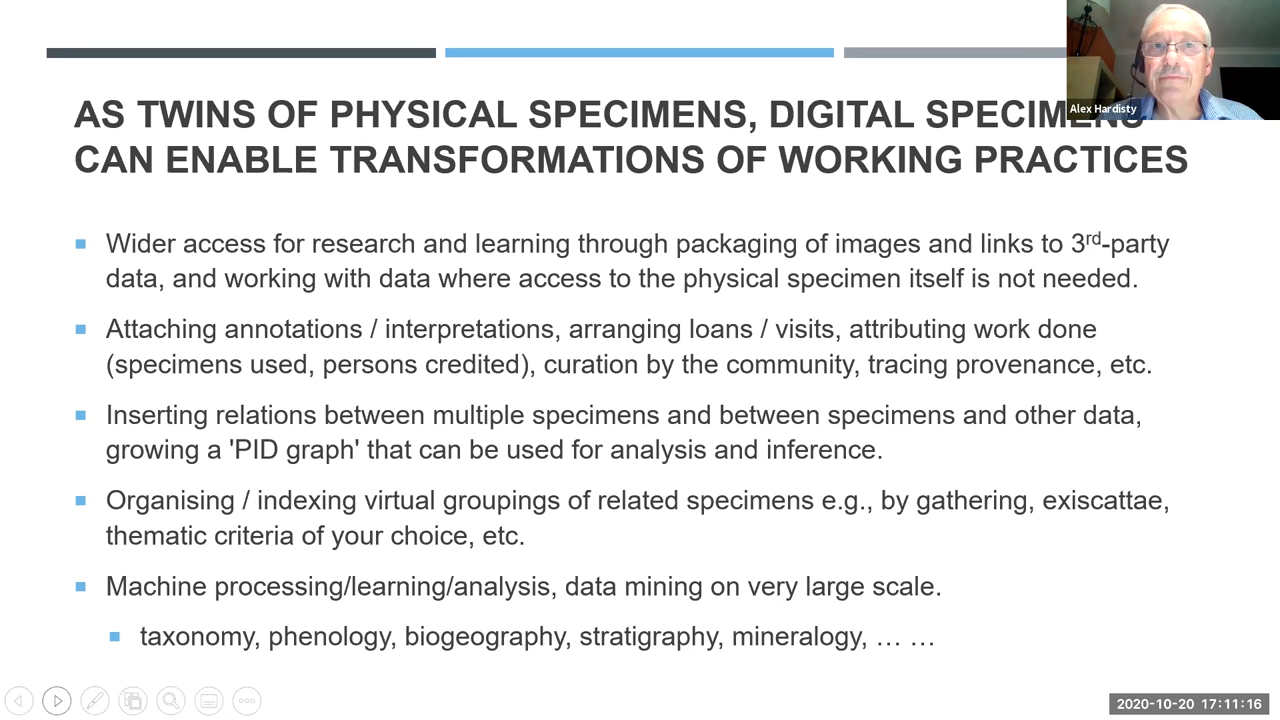 AS TWINS OF PHYSICAL SPECIMENS, DIGITAL SPECIMENS
CAN ENABLE TRANSFORMATIONS OF WORKING PRACTICES
Alex Hardisty
Wider access for research and learning through packaging of images and links to 3rd-party
data, and working with data where access to the physical specimen itself is not needed.
Attaching annotations / interpretations, arranging loans / visits, attributing work done
(specimens used, persons credited), curation by the community, tracing provenance, etc.
Inserting relations between multiple specimens and between specimens and other data,
growing a 'PID graph' that can be used for analysis and inference.
Organising / indexing virtual groupings of related specimens e.g., by gathering, exiscattae,
thematic criteria of your choice, etc.
Machine processing/learning/analysis, data mining on very large scale.
taxonomy, phenology, biogeography, stratigraphy, mineralogy, … …
2020-10-20 17:11:16